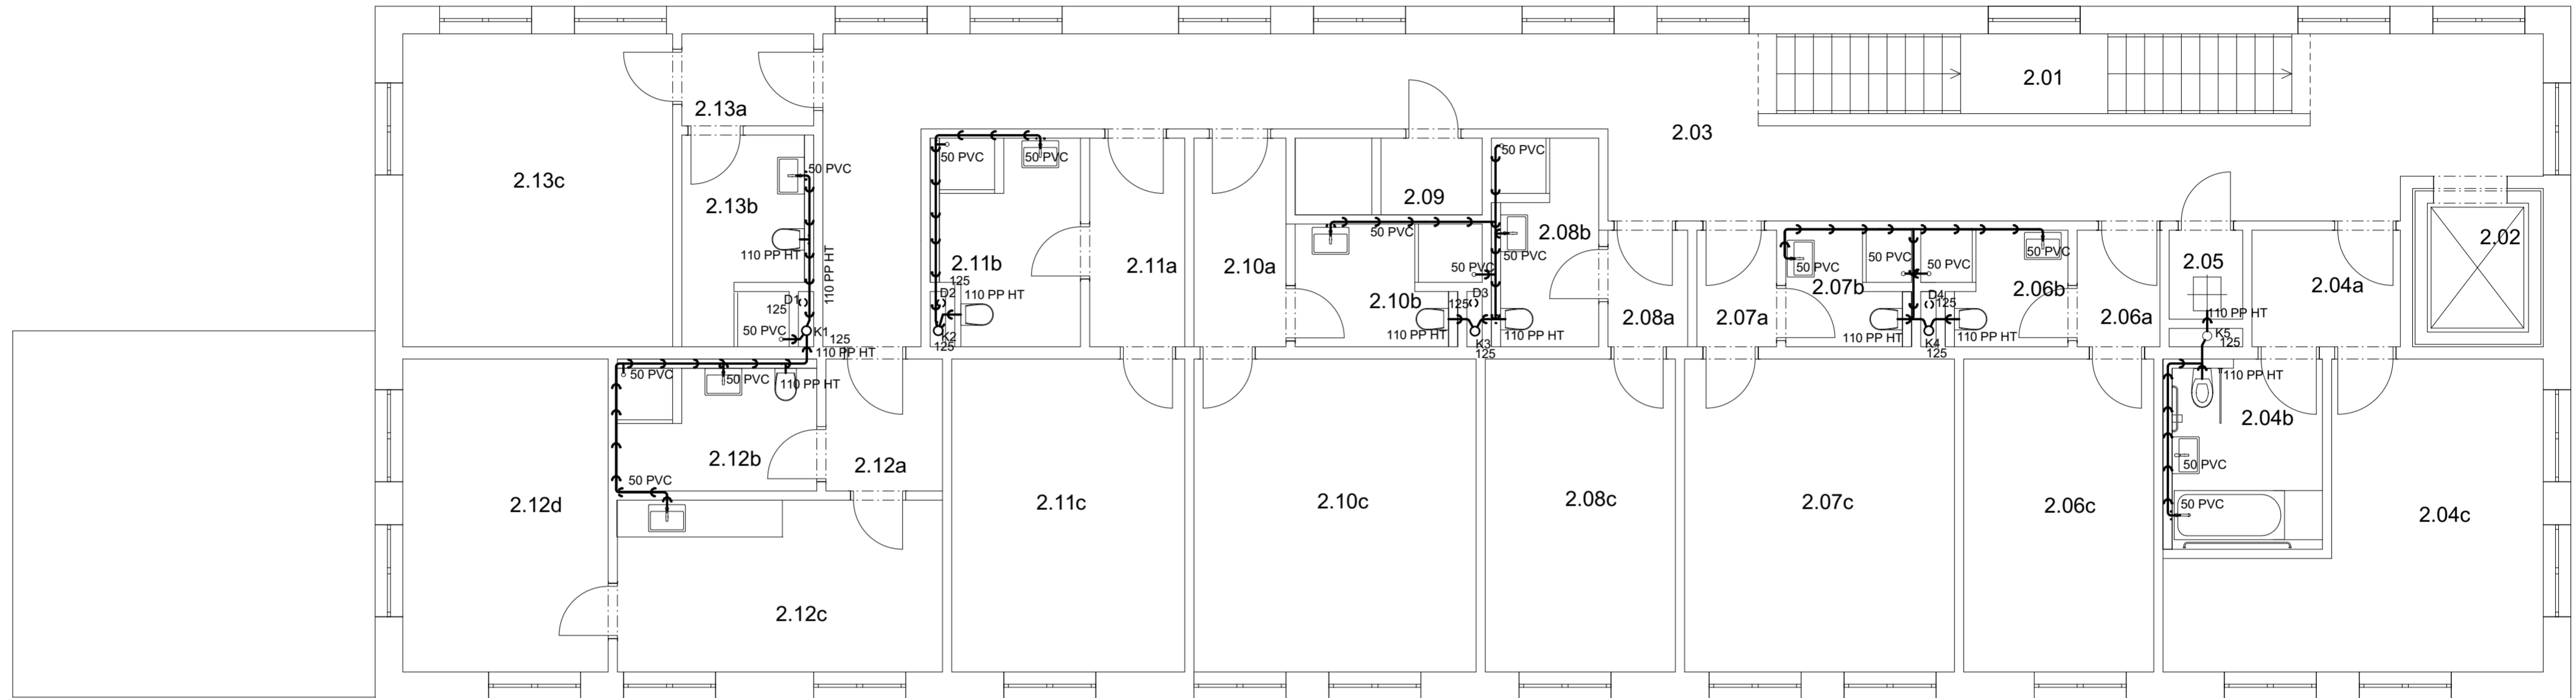 2.01
2.13a
2.03
50 PVC
50 PVC
50 PVC
2.13c
50 PVC
2.09
2.13b
50 PVC
2.08b
2.02
110 PP HT
50 PVC
50 PVC
2.11b
2.11a
2.10a
50 PVC
50 PVC
50 PVC
2.05
125
50 PVC
2.07b
2.06b
2.04a
110 PP HT
D1
125
D2
110 PP HT
2.10b
D3
125
D4
125
2.08a
2.07a
2.06a
110 PP HT
50 PVC
K1
125
K2
125
110 PP HT
110 PP HT
110 PP HT
110 PP HT
K3
125
K4
125
K5
125
110 PP HT
50 PVC
50 PVC
110 PP HT
110 PP HT
2.04b
2.12b
2.12a
50 PVC
50 PVC
2.12d
2.11c
2.10c
2.08c
2.07c
2.06c
50 PVC
2.04c
2.12c